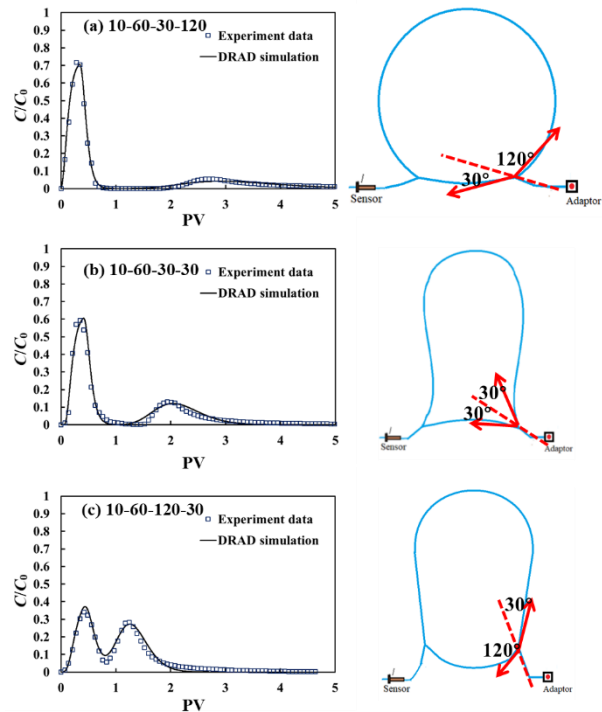 (a) 10-60-30-120
Experiment data
DRAD simulation
C/C0
1
0.9
0.8
0.7
0.6
0.5
0.4
0.3
0.2
0.1
0
0 1 2 3 4 5
PV
120°
30°
Sensor
Adaptor
(b) 10-60-30-30
Experiment data
DRAD simulation
C/C0
1
0.9
0.8
0.7
0.6
0.5
0.4
0.3
0.2
0.1
0
0 1 2 3 4 5
PV
30°
30°
Sensor
Adaptor
(c) 10-60-120-30
Experiment data
DRAD simulation
C/C0
1
0.9
0.8
0.7
0.6
0.5
0.4
0.3
0.2
0.1
0
0 1 2 3 4 5
PV
30°
120°
Sensor
Adaptor